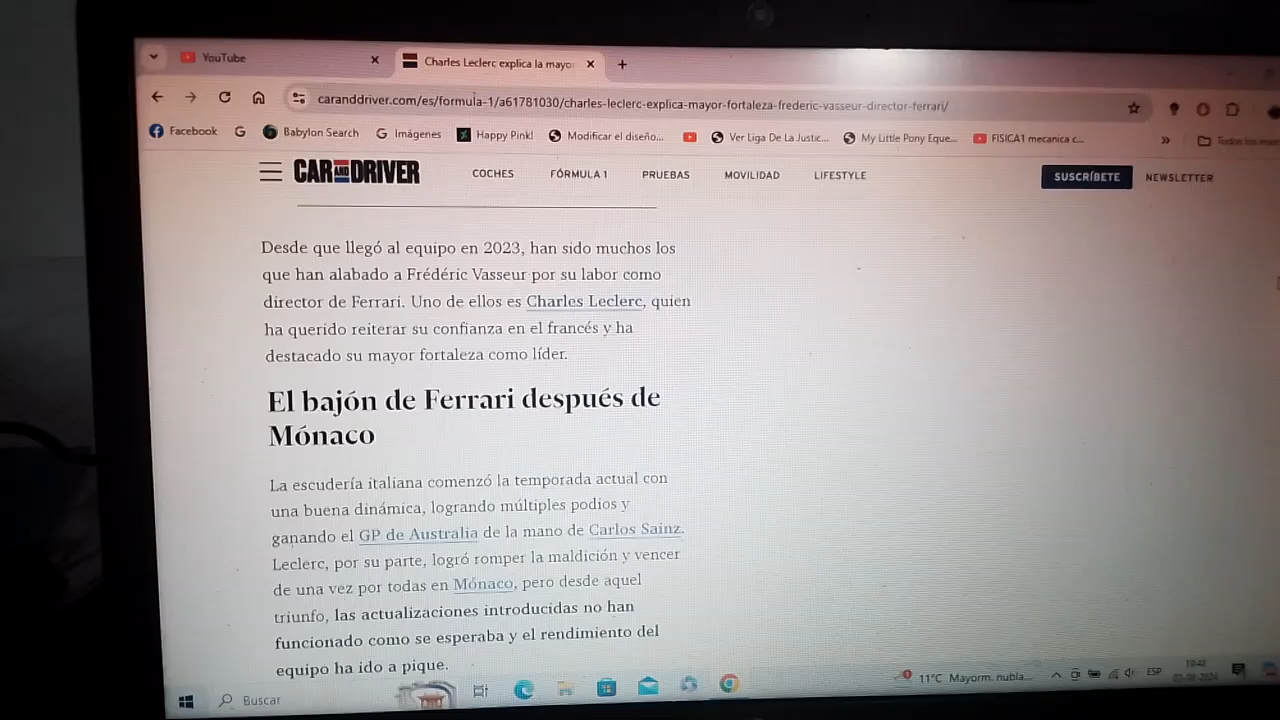 YouTube
Charles Leclerc explica la mayor
caranddriver.com/es/formula-1/a61781030/charles-leclerc-explica-mayor-fortaleza-frederic-vasseur-director-ferrari/
Facebook
G
Babylon Search
G Imágenes
Happy Pink!
Modificar el diseño...
Ver Liga De La Justic...
My Little Pony Eque...
FISICA1 mecanica c...
»
CAR AND DRIVER
COCHES
FÓRMULA 1
PRUEBAS
MOVILIDAD
LIFESTYLE
SUSCRÍBETE
NEWSLETTER
Desde que llegó al equipo en 2023, han sido muchos los
que han alabado a Frédéric Vasseur por su labor como
director de Ferrari. Uno de ellos es Charles Leclerc, quien
ha querido reiterar su confianza en el francés y ha
destacado su mayor fortaleza como líder.
El bajón de Ferrari después de
Mónaco
La escudería italiana comenzó la temporada actual con
una buena dinámica, logrando múltiples podios y
ganando el GP de Australia de la mano de Carlos Sainz.
Leclerc, por su parte, logró romper la maldición y vencer
de una vez por todas en Mónaco, pero desde aquel
triunfo, las actualizaciones introducidas no han
funcionado como se esperaba y el rendimiento del
equipo ha ido a pique.
Buscar
11°C Mayorm. nubla...
ESP